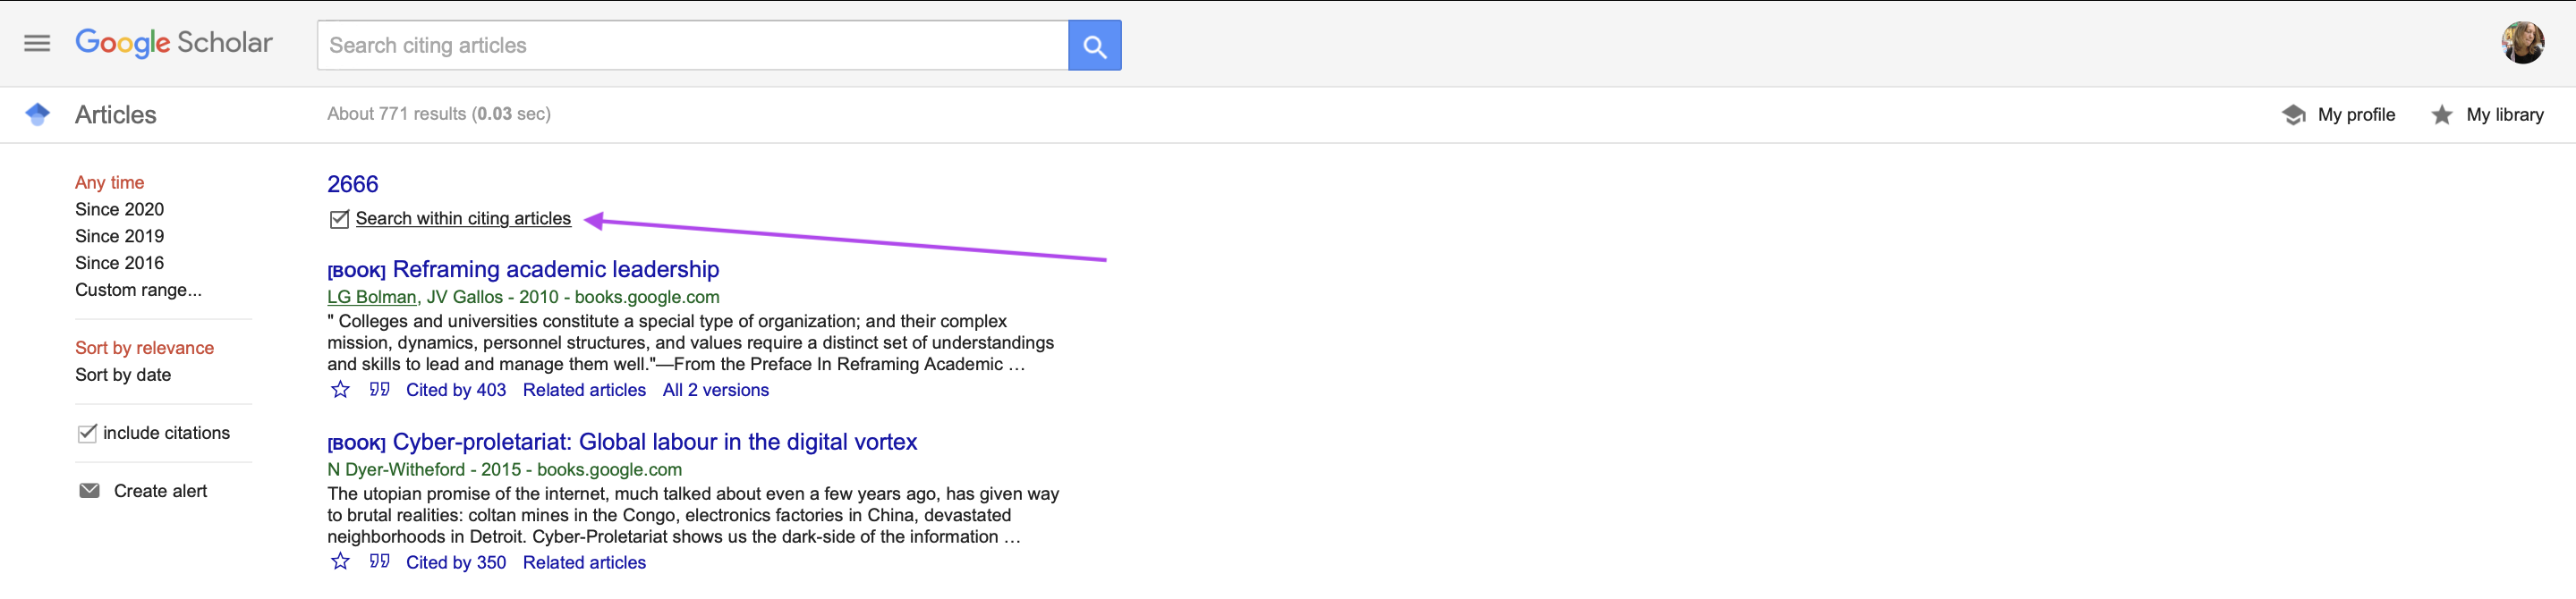 Google Scholar
Search citing articles
Articles
About 771 results (0.03 sec)
My profile
My library
Any time
Since 2020
Since 2019
Since 2016
Custom range...
Sort by relevance
Sort by date
include citations
Create alert
2666
Search within citing articles
[BOOK] Reframing academic leadership
LG Bolman, JV Gallos - 2010 - books.google.com
" Colleges and universities constitute a special type of organization; and their complex
mission, dynamics, personnel structures, and values require a distinct set of understandings
and skills to lead and manage them well."—From the Preface In Reframing Academic …
Cited by 403 Related articles All 2 versions
[BOOK] Cyber-proletariat: Global labour in the digital vortex
N Dyer-Witheford - 2015 - books.google.com
The utopian promise of the internet, much talked about even a few years ago, has given way
to brutal realities: coltan mines in the Congo, electronics factories in China, devastated
neighborhoods in Detroit. Cyber-Proletariat shows us the dark-side of the information …
Cited by 350 Related articles